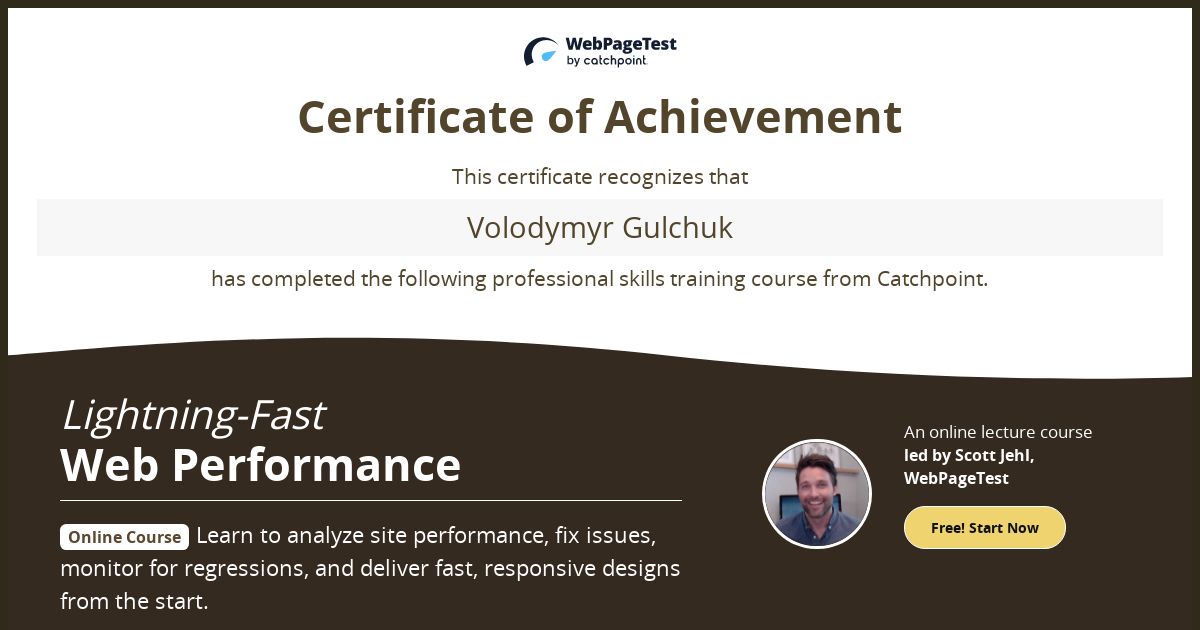 WebPageTest
by catchpoint.
Certificate of Achievement
This certificate recognizes that
Volodymyr Gulchuk
has completed the following professional skills training course from Catchpoint.
Lightning-Fast
Web Performance
Online Course Learn to analyze site performance, fix issues,
monitor for regressions, and deliver fast, responsive designs
from the start.
An online lecture course
led by Scott Jehl,
WebPageTest
Free! Start Now